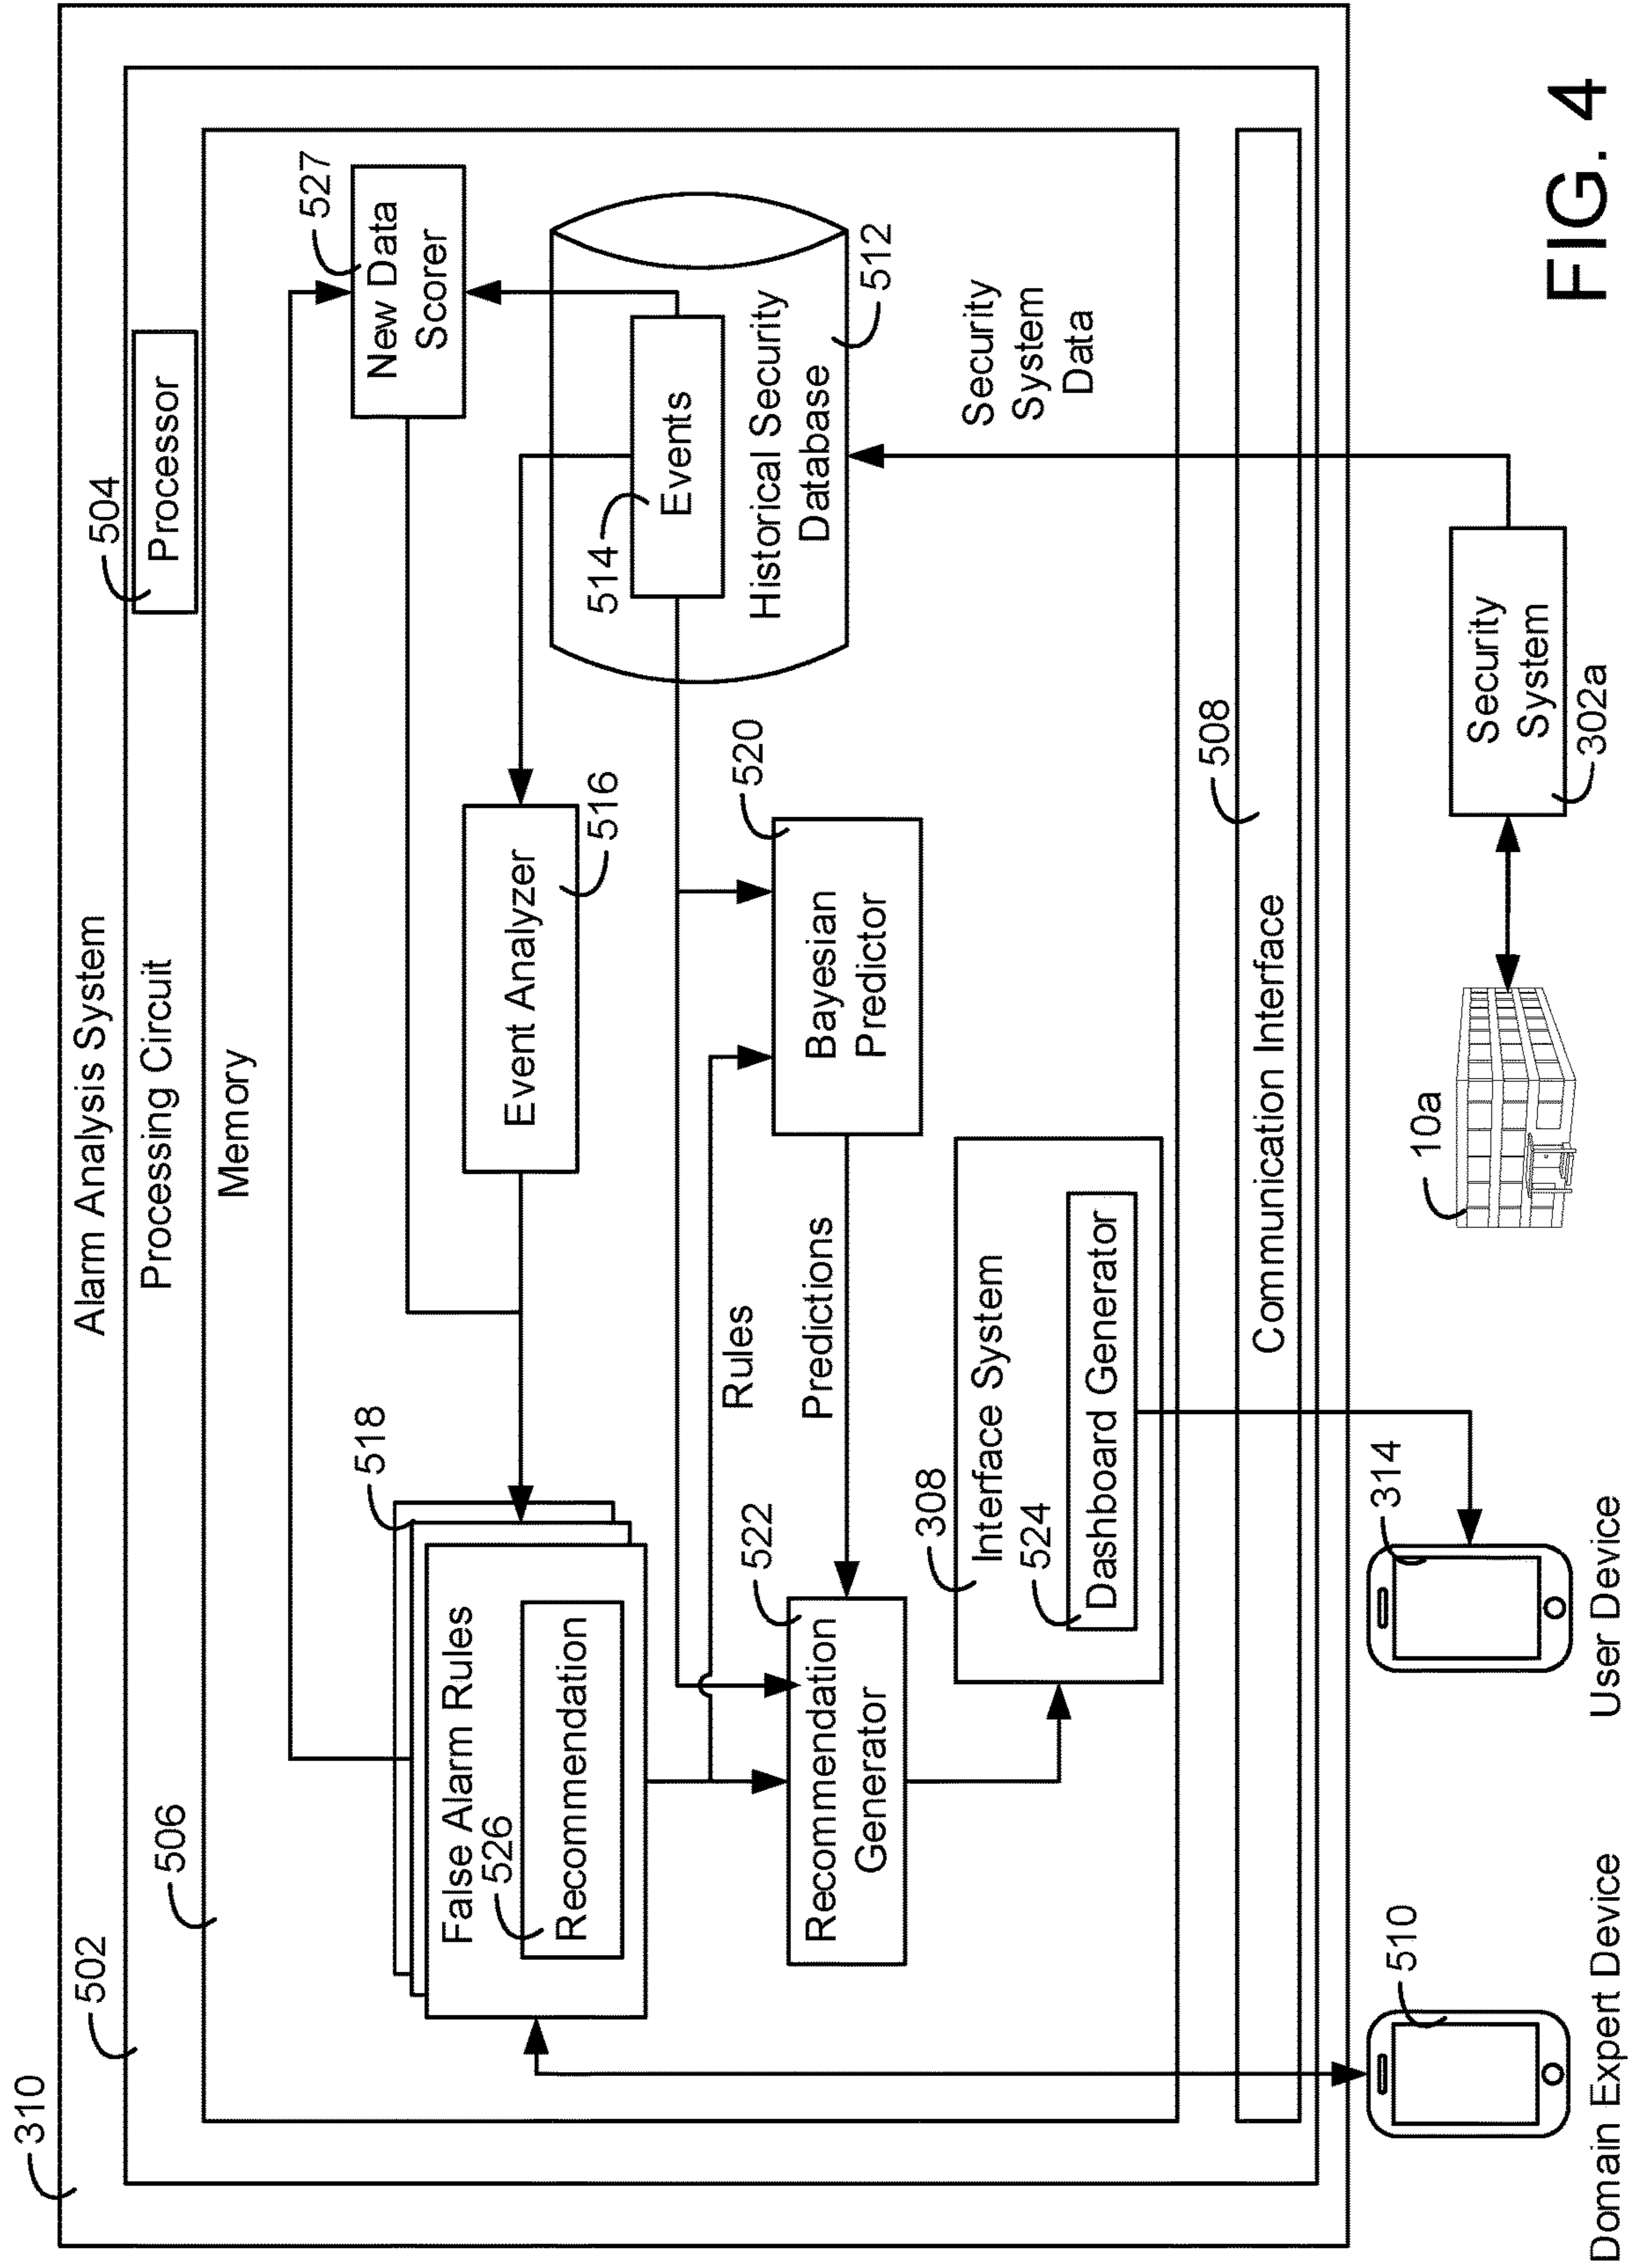 310
502
Alarm Analysis System
506
Processing Circuit
504
Processor
Memory
527
New Data
Scorer
518
False Alarm Rules
526
Recommendation
Event Analyzer
516
514
Events
Historical Security
Database
512
Rules
520
Bayesian
Predictor
Predictions
522
Recommendation
Generator
308
Interface System
524
Dashboard Generator
Security
System
Data
508
Communication Interface
510
Domain Expert Device
314
User Device
10a
Security
System
302a
FIG. 4